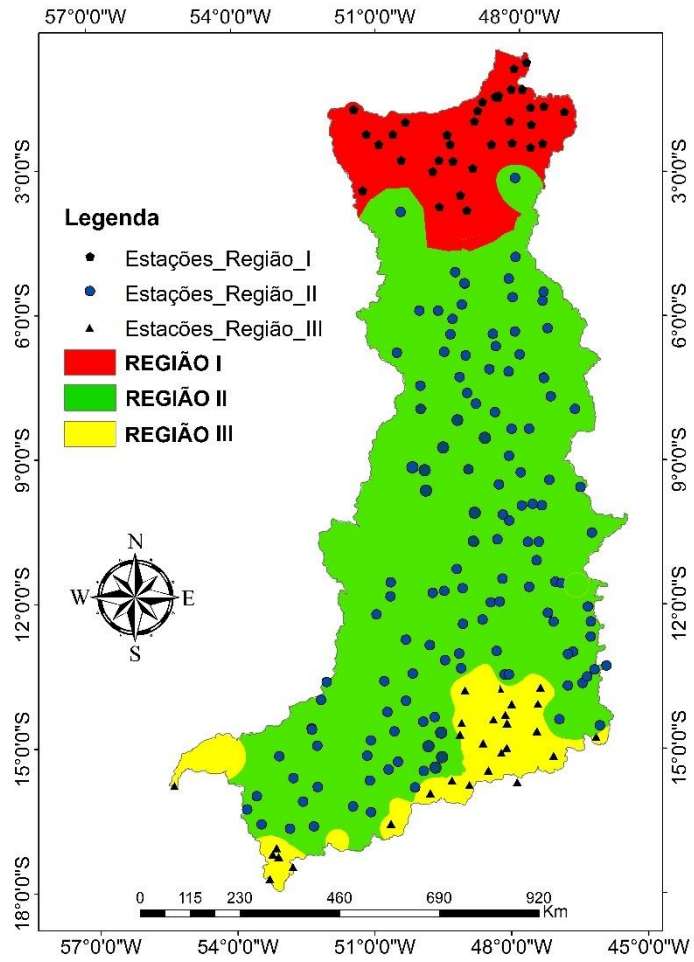 57°0'0"W 54°0'0"W 51°0'0"W 48°0'0"W
3°0'0"S 3°0'0"S
Legenda
Estações_Região_I
Estações_Região_II
Estacões_Região_III
REGIÃO I
REGIÃO II
REGIÃO III
6°0'0"S 6°0'0"S
9°0'0"S 9°0'0"S
N
W E
S
12°0'0"S 12°0'0"S
15°0'0"S 15°0'0"S
18°0'0"S 18°0'0"S
0 115 230 460 690 920
Km
57°0'0"W 54°0'0"W 51°0'0"W 48°0'0"W 45°0'0"W